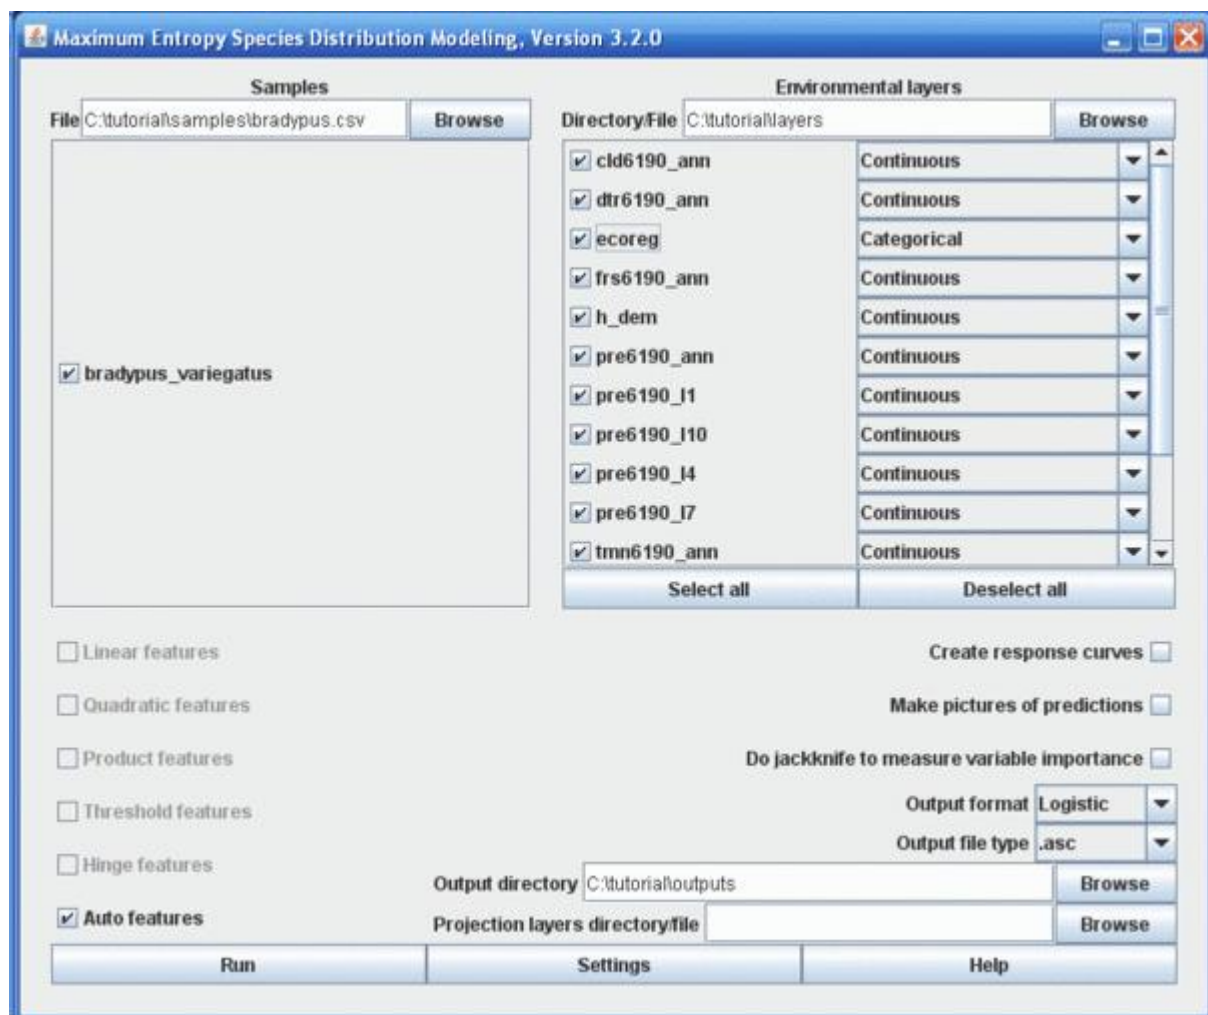 Maximum Entropy Species Distribution Modeling, Version 3.2.0
Samples
File C:\tutorial\samples\bradypus.csv Browse
bradypus_variegatus
Environmental layers
Directory/File C:\tutorial\layers Browse
cld6190_ann Continuous
dtr6190_ann Continuous
ecoreg Categorical
frs6190_ann Continuous
h_dem Continuous
pre6190_ann Continuous
pre6190_l1 Continuous
pre6190_l10 Continuous
pre6190_l4 Continuous
pre6190_l7 Continuous
tmn6190_ann Continuous
Select all Deselect all
Linear features
Quadratic features
Product features
Threshold features
Hinge features
Auto features
Create response curves
Make pictures of predictions
Do jackknife to measure variable importance
Output format Logistic
Output file type .asc
Output directory C:\tutorial\outputs Browse
Projection layers directory/file Browse
Run Settings Help